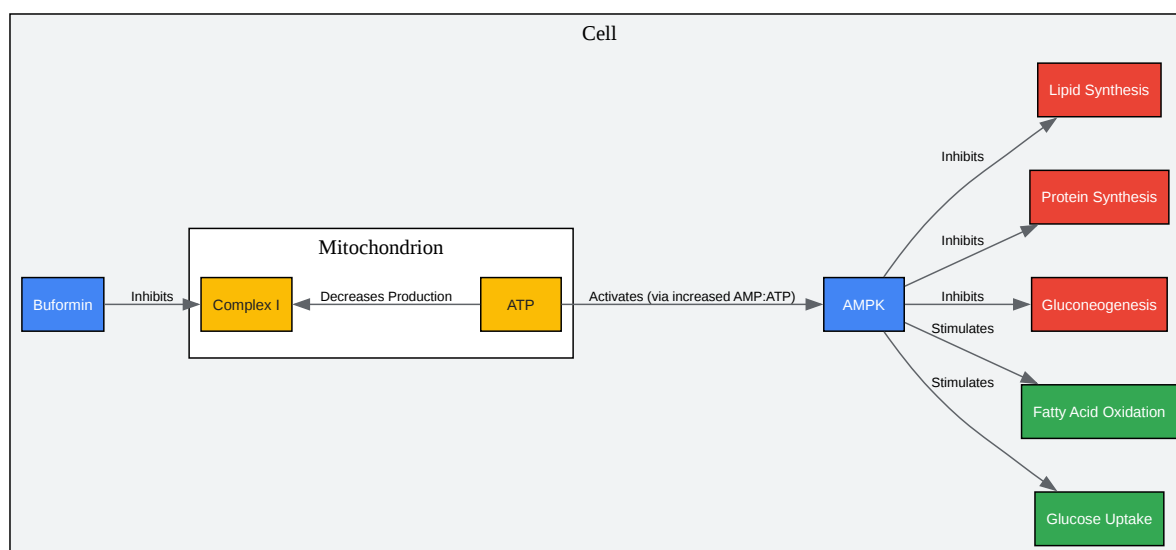 Cell
Lipid Synthesis
Inhibits
Protein Synthesis
Inhibits
Mitochondrion
Buformin
Inhibits
Complex I
Decreases Production
ATP
Activates (via increased AMP:ATP)
AMPK
Inhibits
Gluconeogenesis
Stimulates
Stimulates
Fatty Acid Oxidation
Glucose Uptake